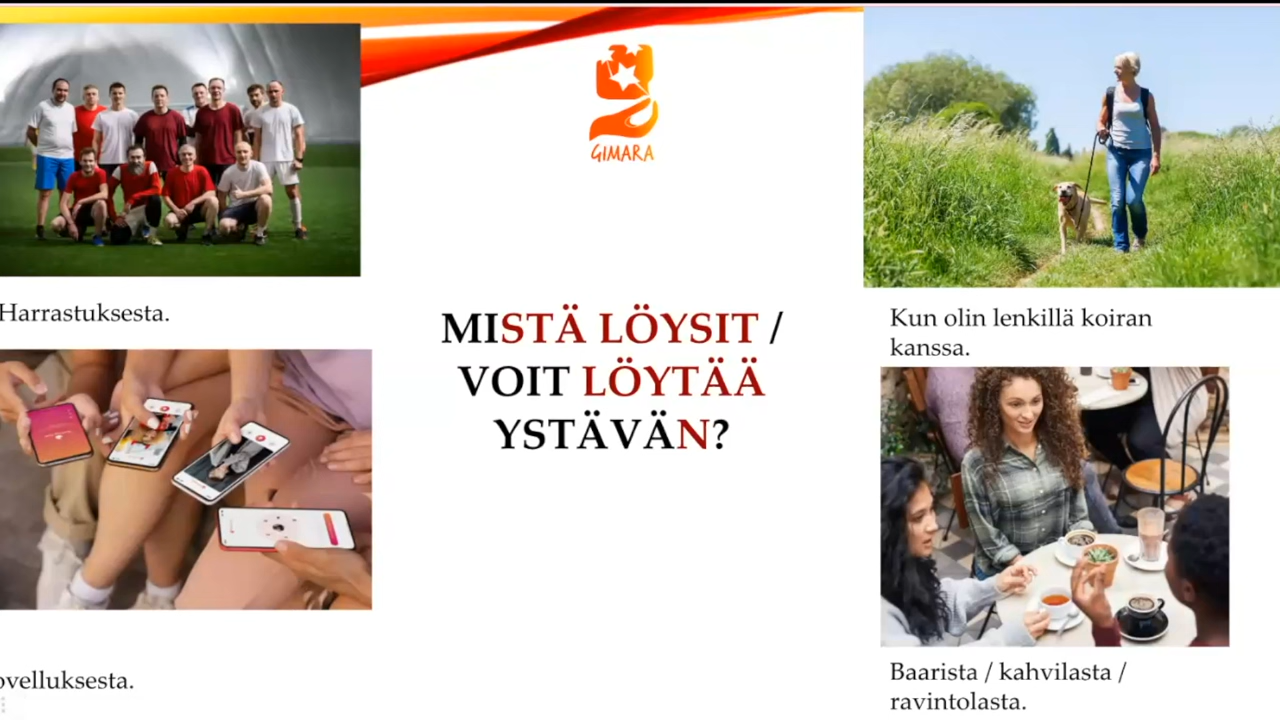 GIMARA
Harrastuksesta.
MISTÄ LÖYSIT /
VOIT LÖYTÄÄ
YSTÄVÄN?
Kun olin lenkillä koiran
kanssa.
ovelluksesta.
Baarista / kahvilasta /
ravintolasta.